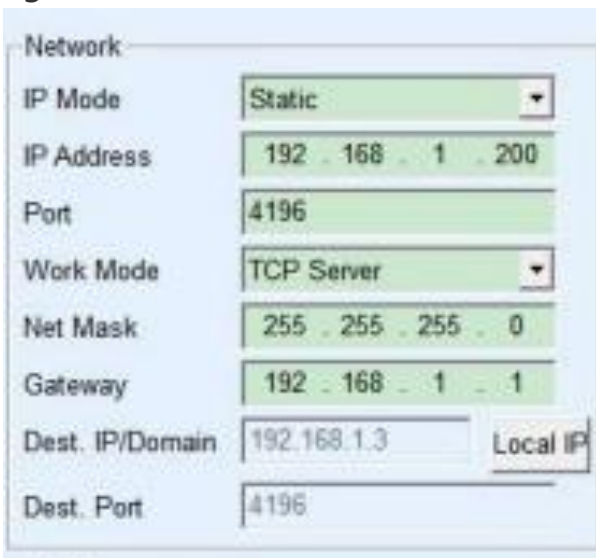 Network
IP Mode Static
IP Address 192 . 168 . 1 . 200
Port 4196
Work Mode TCP Server
Net Mask 255 . 255 . 255 . 0
Gateway 192 . 168 . 1 . 1
Dest. IP/Domain 192.168.1.3 Local IP
Dest. Port 4196